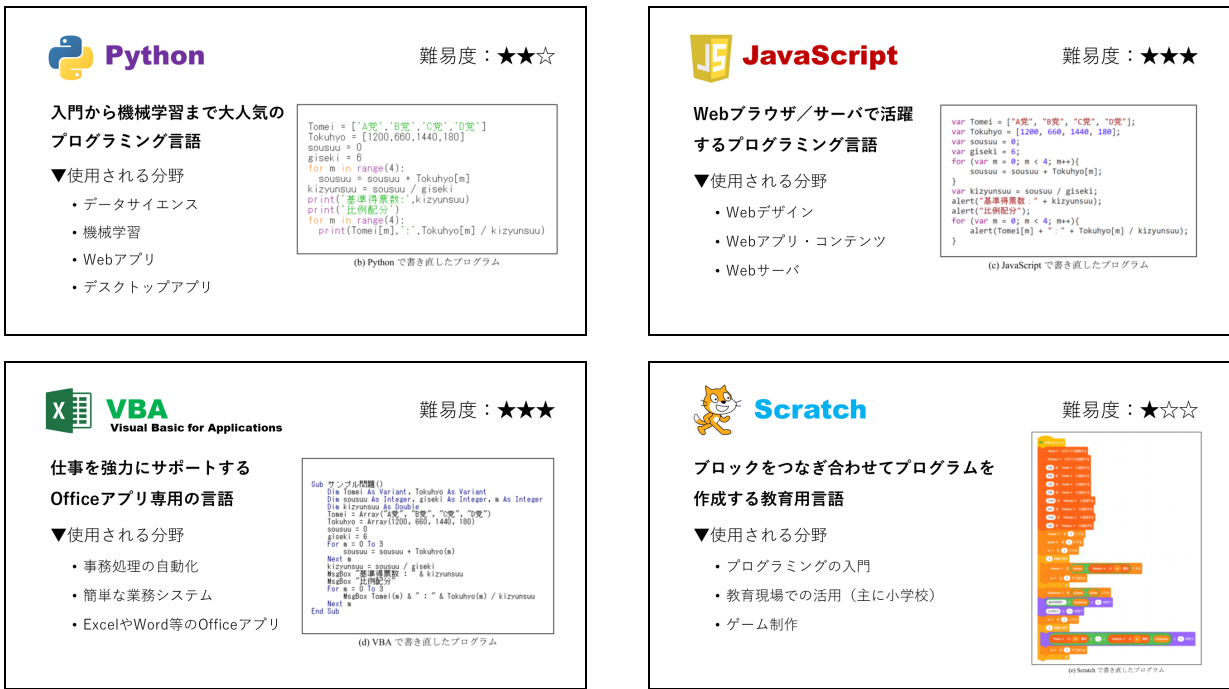 Python
難易度：★★☆
入門から機械学習まで大人気の
プログラミング言語
▼使用される分野
・データサイエンス
・機械学習
・Webアプリ
・デスクトップアプリ
Tomei = ['A党','B党','C党','D党']
Tokuhyo = [1200,660,1440,180]
sousuu = 0
giseki = 6
for m in range(4):
  sousuu = sousuu + Tokuhyo[m]
kizyunsuu = sousuu / giseki
print('基準得票数:',kizyunsuu)
print('比例配分')
for m in range(4):
  print(Tomei[m],':',Tokuhyo[m] / kizyunsuu)
(b) Python で書き直したプログラム
JS
JavaScript
難易度：★★★
Webブラウザ／サーバで活躍
するプログラミング言語
▼使用される分野
・Webデザイン
・Webアプリ・コンテンツ
・Webサーバ
var Tomei = ["A党", "B党", "C党", "D党"];
var Tokuhyo = [1200, 660, 1440, 180];
var sousuu = 0;
var giseki = 6;
for (var m = 0; m < 4; m++){
    sousuu = sousuu + Tokuhyo[m];
}
var kizyunsuu = sousuu / giseki;
alert("基準得票数：" + kizyunsuu);
alert("比例配分");
for (var m = 0; m < 4; m++){
    alert(Tomei[m] + "：" + Tokuhyo[m] / kizyunsuu);
}
(c) JavaScript で書き直したプログラム
X
VBA
Visual Basic for Applications
難易度：★★★
仕事を強力にサポートする
Officeアプリ専用の言語
▼使用される分野
・事務処理の自動化
・簡単な業務システム
・ExcelやWord等のOfficeアプリ
Sub サンプル問題()
    Dim Tomei As Variant, Tokuhyo As Variant
    Dim sousuu As Integer, giseki As Integer, m As Integer
    Dim kizyunsuu As Double
    Tomei = Array("A党", "B党", "C党", "D党")
    Tokuhyo = Array(1200, 660, 1440, 180)
    sousuu = 0
    giseki = 6
    For m = 0 To 3
        sousuu = sousuu + Tokuhyo(m)
    Next m
    kizyunsuu = sousuu / giseki
    MsgBox "基準得票数 : " & kizyunsuu
    MsgBox "比例配分"
    For m = 0 To 3
        MsgBox Tomei(m) & " : " & Tokuhyo(m) / kizyunsuu
    Next m
End Sub
(d) VBA で書き直したプログラム
Scratch
難易度：★☆☆
ブロックをつなぎ合わせてプログラムを
作成する教育用言語
▼使用される分野
・プログラミングの入門
・教育現場での活用（主に小学校）
・ゲーム制作
(e) Scratch で書き直したプログラム